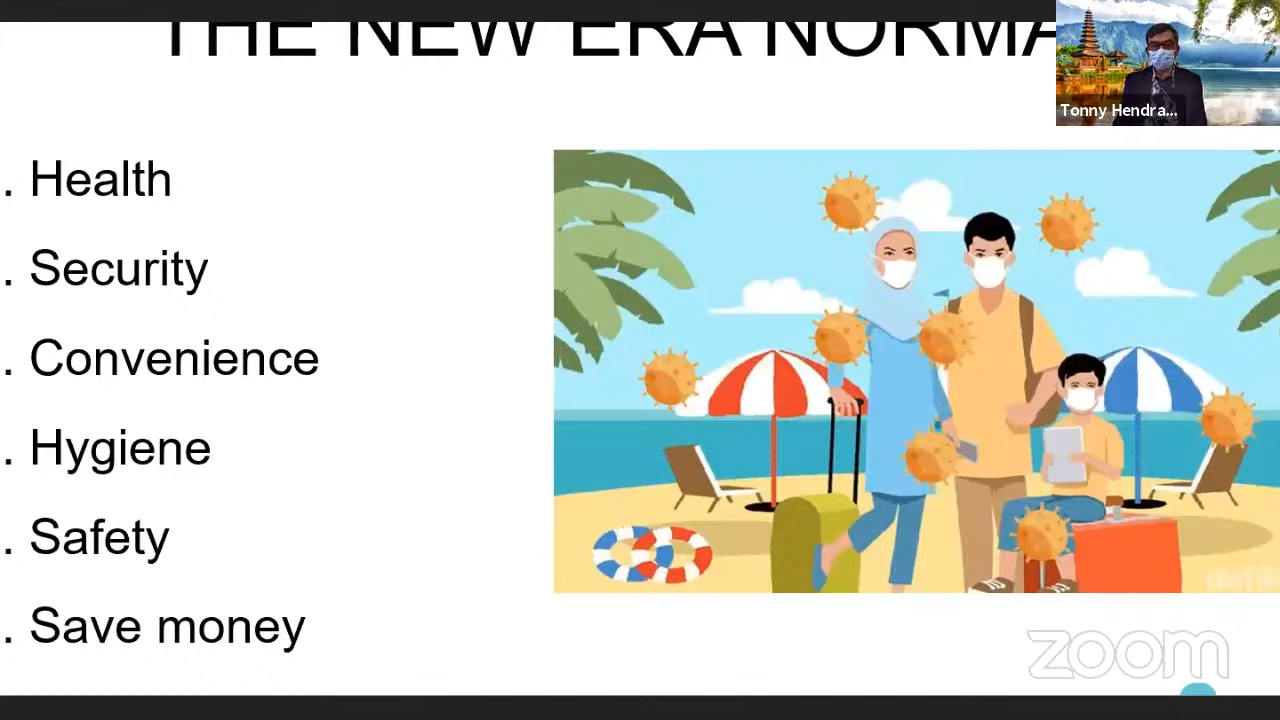 THE NEW ERA NORMA
Tonny Hendra...
. Health
. Security
. Convenience
. Hygiene
. Safety
. Save money
zoom